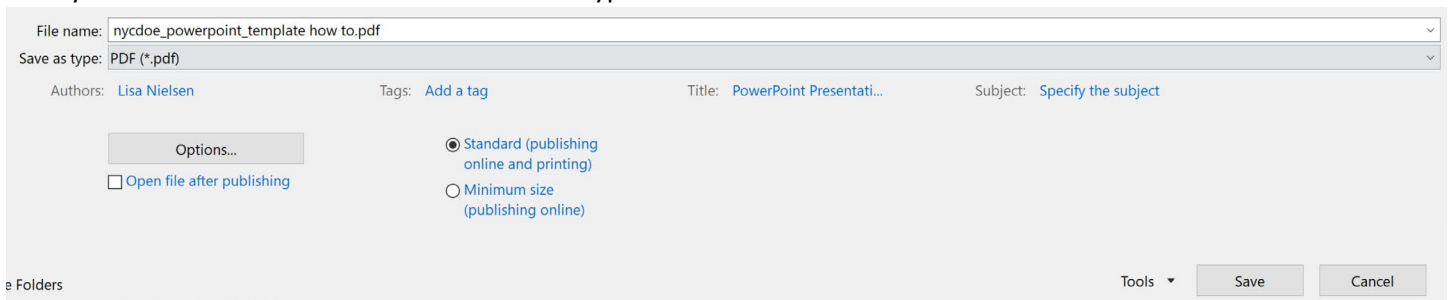 File name: nycdoe_powerpoint_template how to.pdf
Save as type: PDF (*.pdf)
Authors: Lisa Nielsen Tags: Add a tag Title: PowerPoint Presentati... Subject: Specify the subject
Options... Standard (publishing
online and printing)
Open file after publishing
Minimum size
(publishing online)
e Folders Tools Save Cancel